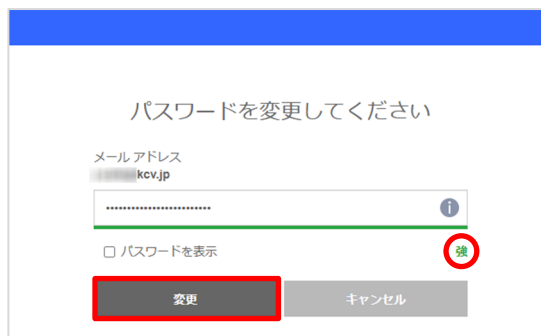 パスワードを変更してください
メール アドレス
kcv.jp
パスワードを表示
強
変更
キャンセル